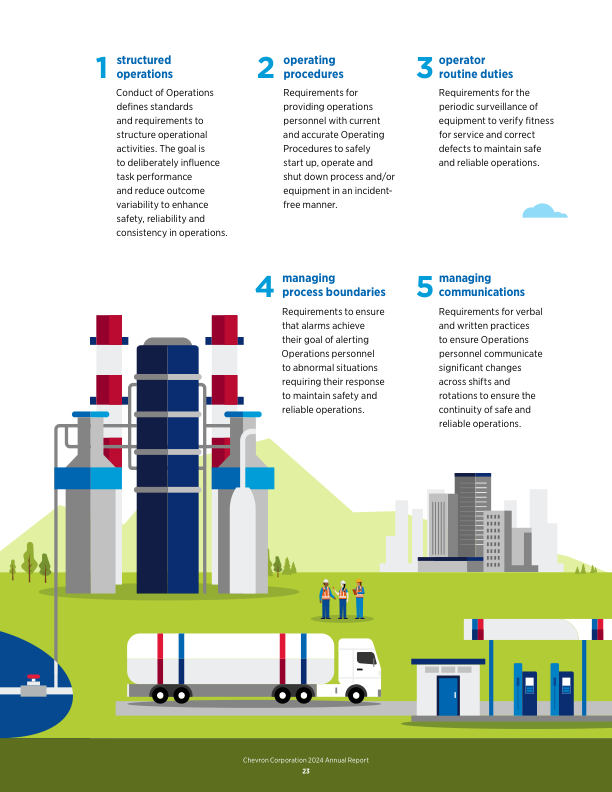 1 structured
operations
Conduct of Operations
defines standards
and requirements to
structure operational
activities. The goal is
to deliberately influence
task performance
and reduce outcome
variability to enhance
safety, reliability and
consistency in operations.
2 operating
procedures
Requirements for
providing operations
personnel with current
and accurate Operating
Procedures to safely
start up, operate and
shut down process and/or
equipment in an incident-
free manner.
3 operator
routine duties
Requirements for the
periodic surveillance of
equipment to verify fitness
for service and correct
defects to maintain safe
and reliable operations.
4 managing
process boundaries
Requirements to ensure
that alarms achieve
their goal of alerting
Operations personnel
to abnormal situations
requiring their response
to maintain safety and
reliable operations.
5 managing
communications
Requirements for verbal
and written practices
to ensure Operations
personnel communicate
significant changes
across shifts and
rotations to ensure the
continuity of safe and
reliable operations.
Chevron Corporation 2024 Annual Report
23